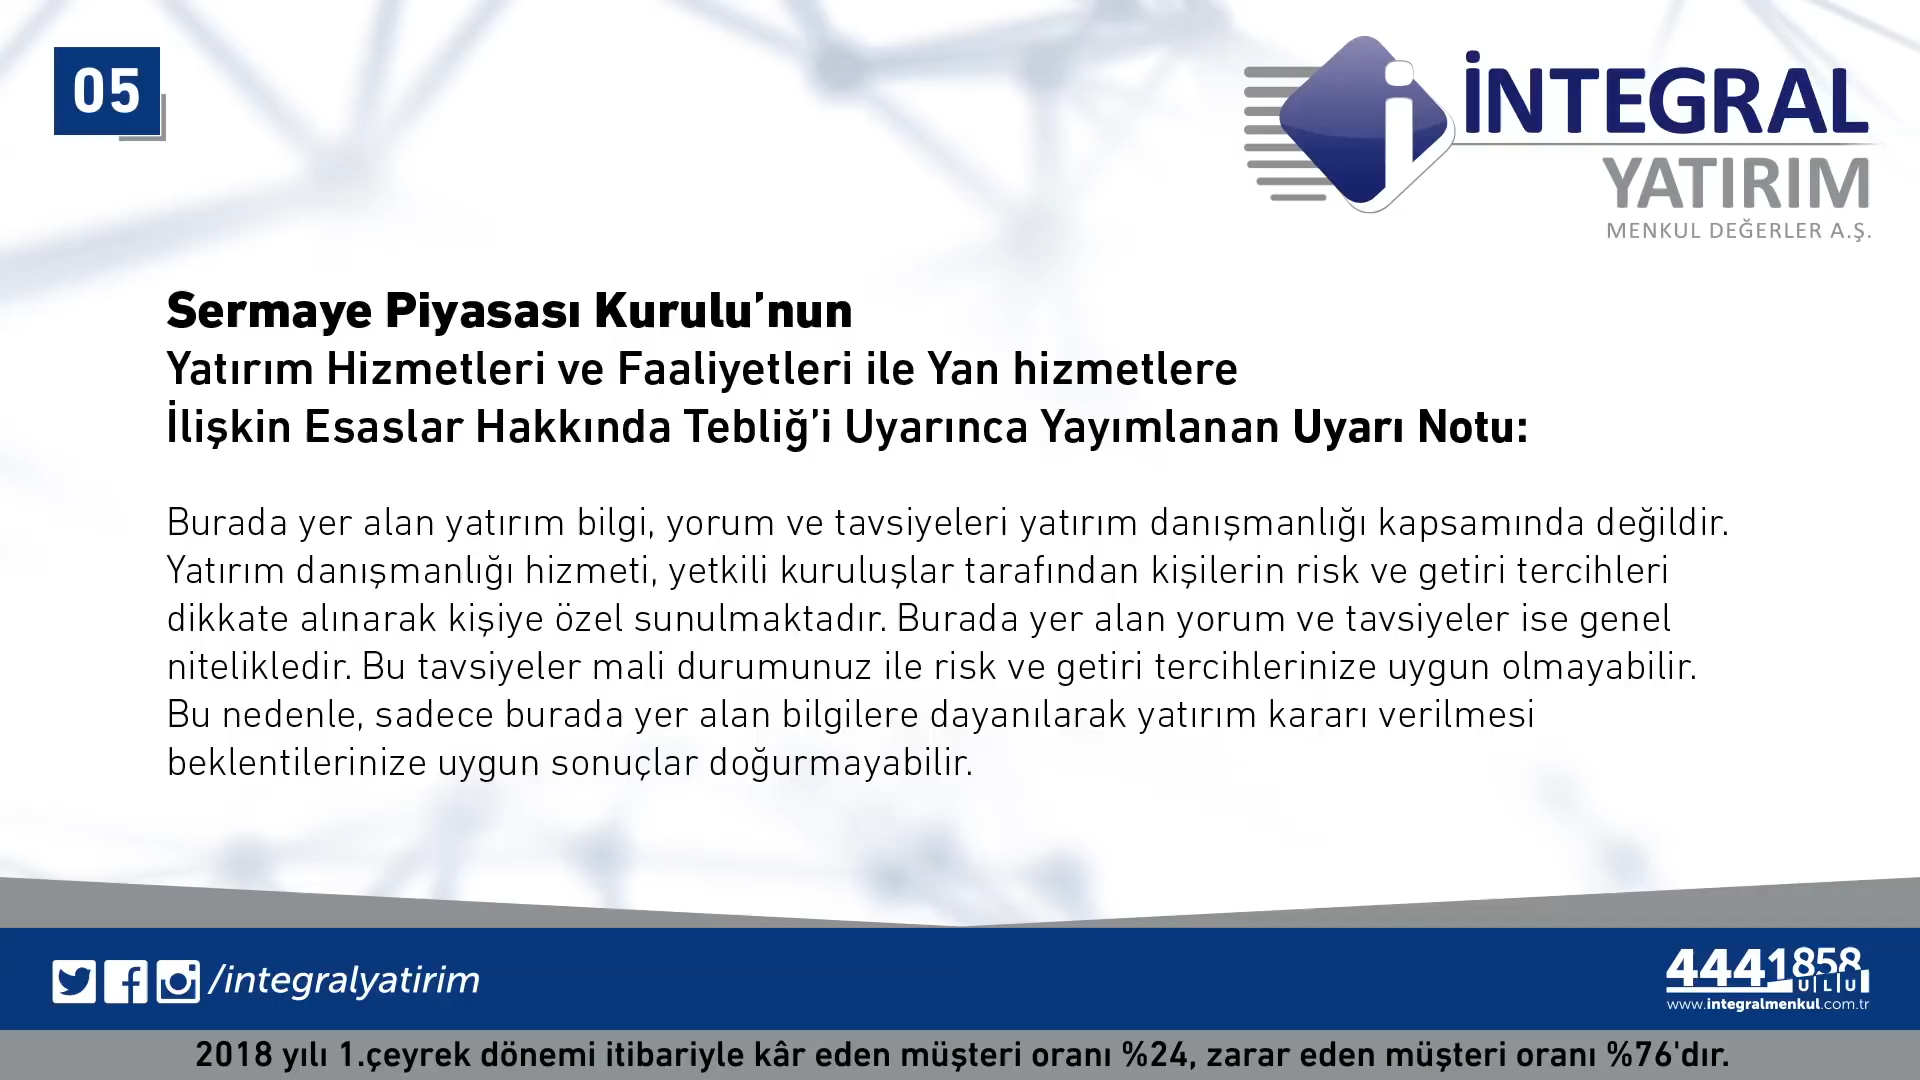 05
İNTEGRAL
YATIRIM
MENKUL DEĞERLER A.Ş.
Sermaye Piyasası Kurulu’nun
Yatırım Hizmetleri ve Faaliyetleri ile Yan hizmetlere
İlişkin Esaslar Hakkında Tebliğ’i Uyarınca Yayımlanan Uyarı Notu:
Burada yer alan yatırım bilgi, yorum ve tavsiyeleri yatırım danışmanlığı kapsamında değildir.
Yatırım danışmanlığı hizmeti, yetkili kuruluşlar tarafından kişilerin risk ve getiri tercihleri
dikkate alınarak kişiye özel sunulmaktadır. Burada yer alan yorum ve tavsiyeler ise genel
nitelikledir. Bu tavsiyeler mali durumunuz ile risk ve getiri tercihlerinize uygun olmayabilir.
Bu nedenle, sadece burada yer alan bilgilere dayanılarak yatırım kararı verilmesi
beklentilerinize uygun sonuçlar doğurmayabilir.
/integralyatirim
444 1858
ULU
www.integralmenkul.com.tr
2018 yılı 1.çeyrek dönemi itibariyle kâr eden müşteri oranı %24, zarar eden müşteri oranı %76'dır.